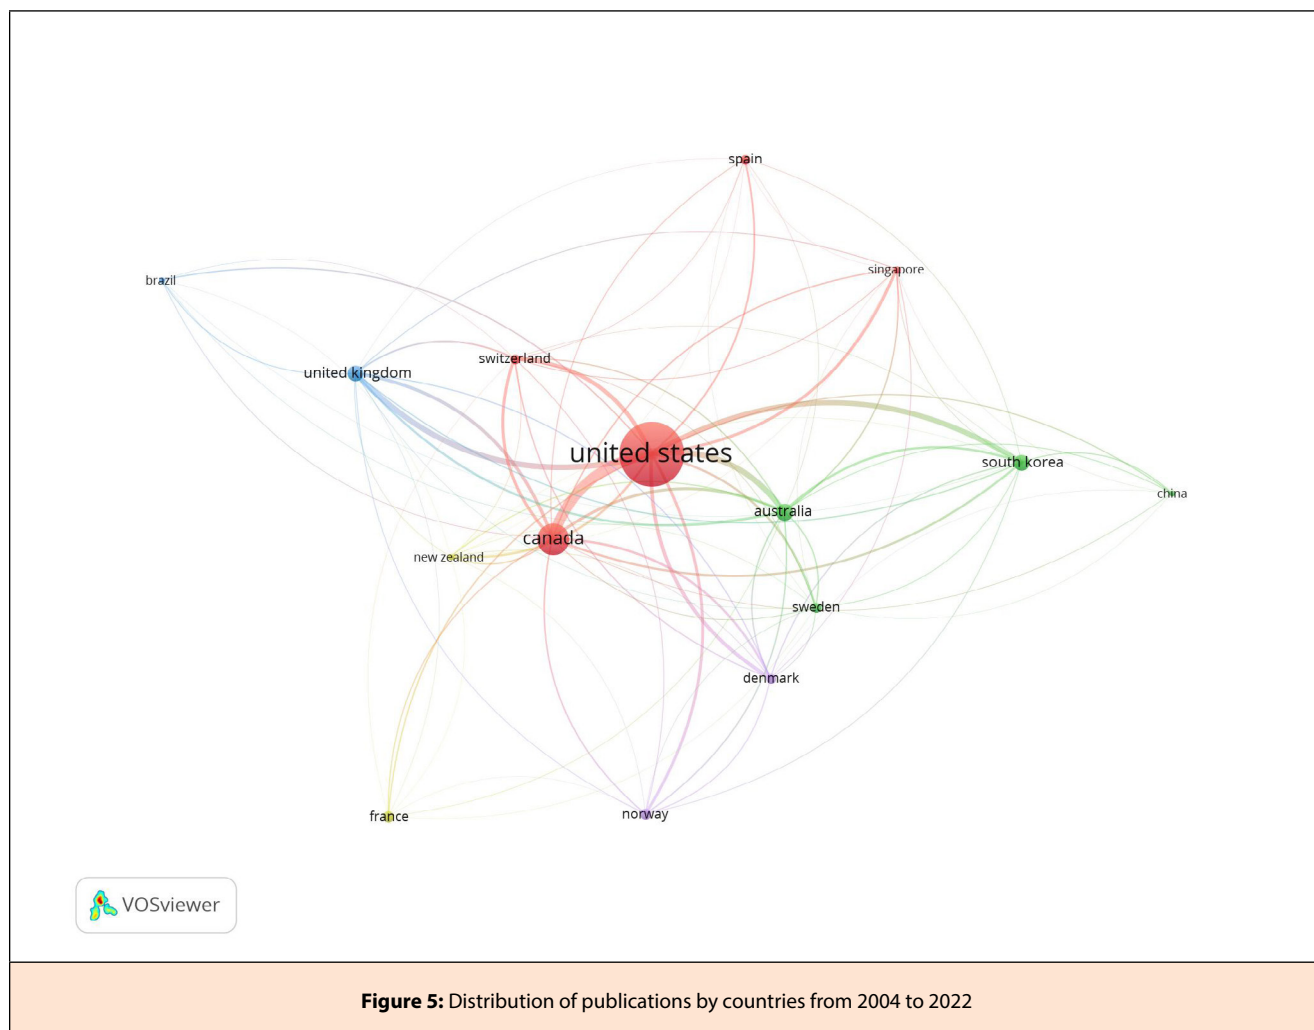 spain
singapore
brazil
switzerland
united kingdom
united states
south korea
china
australia
canada
new zealand
sweden
denmark
norway
france
VOSviewer
Figure 5: Distribution of publications by countries from 2004 to 2022